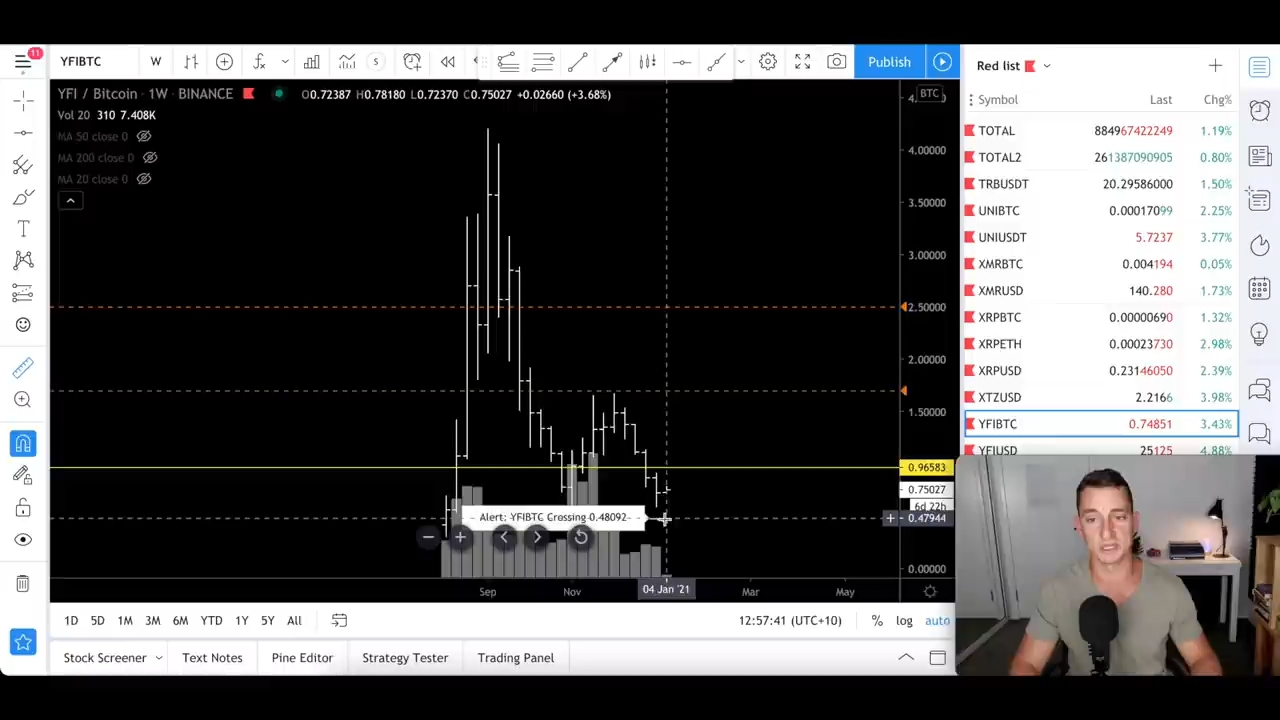 11
YFIBTC
W
S
Publish
YFI / Bitcoin · 1W · BINANCE
O0.72387 H0.78180 L0.72370 C0.75027 +0.02660 (+3.68%)
Vol 20 310 7.408K
MA 50 close 0
MA 200 close 0
MA 20 close 0
BTC
4.00000
3.50000
3.00000
2.50000
2.00000
1.50000
0.96583
0.75027
6d 22h
0.47944
0.00000
Alert: YFIBTC Crossing 0.48092
Sep
Nov
04 Jan '21
Mar
May
1D 5D 1M 3M 6M YTD 1Y 5Y All
12:57:41 (UTC+10)
% log auto
Stock Screener
Text Notes
Pine Editor
Strategy Tester
Trading Panel
Red list
Symbol Last Chg%
TOTAL 884967422249 1.19%
TOTAL2 261387090905 0.80%
TRBUSDT 20.29586000 1.50%
UNIBTC 0.00017099 2.25%
UNIUSDT 5.7237 3.77%
XMRBTC 0.004194 0.05%
XMRUSD 140.280 1.73%
XRPBTC 0.00000690 1.32%
XRPETH 0.00023730 2.98%
XRPUSD 0.23146050 2.39%
XTZUSD 2.2166 3.98%
YFIBTC 0.74851 3.43%
YFIUSD 25125 4.88%